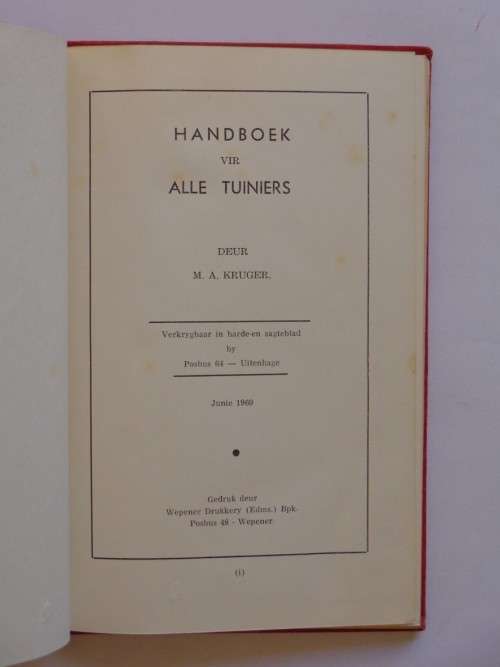 HANDBOEK
VIR
ALLE TUINIERS
DEUR
M. A. KRUGER.
Verkrygbaar in harde-en sagteblad
by
Posbus 64 — Uitenhage
Junie 1969
Gedruk deur
Wepener Drukkery (Edms.) Bpk.
Posbus 48 - Wepener
(i)